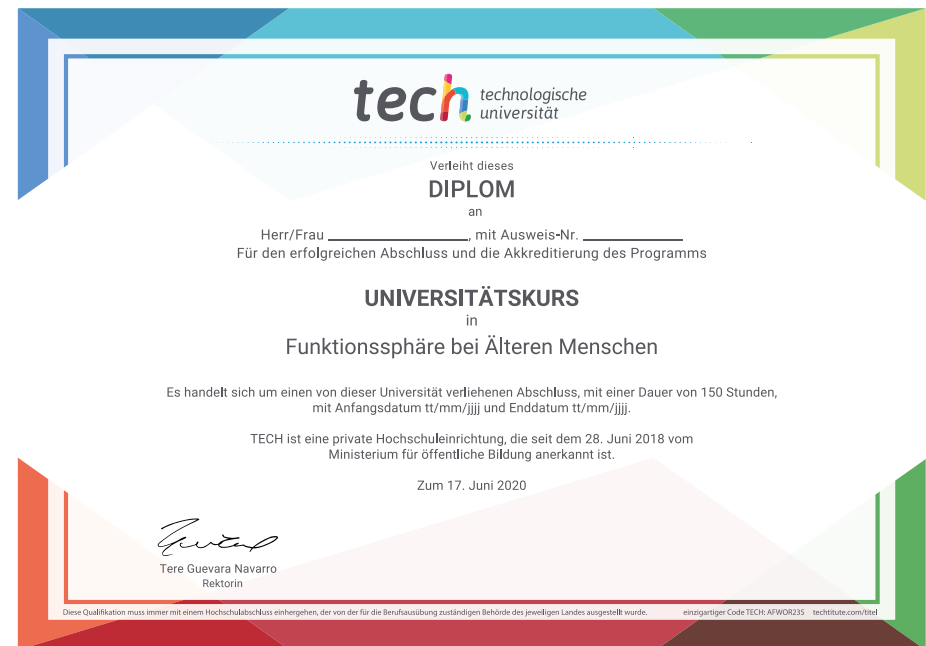 tech technologische
universität
Verleiht dieses
DIPLOM
an
Herr/Frau ________________, mit Ausweis-Nr. ____________
Für den erfolgreichen Abschluss und die Akkreditierung des Programms
UNIVERSITÄTSKURS
in
Funktionssphäre bei Älteren Menschen
Es handelt sich um einen von dieser Universität verliehenen Abschluss, mit einer Dauer von 150 Stunden,
mit Anfangsdatum tt/mm/jjjj und Enddatum tt/mm/jjjj.
TECH ist eine private Hochschuleinrichtung, die seit dem 28. Juni 2018 vom
Ministerium für öffentliche Bildung anerkannt ist.
Zum 17. Juni 2020
Tere Guevara Navarro
Rektorin
Diese Qualifikation muss immer mit einem Hochschulabschluss einhergehen, der von der für die Berufsausübung zuständigen Behörde des jeweiligen Landes ausgestellt wurde. einzigartiger Code TECH: AFWOR23S techtitute.com/titel